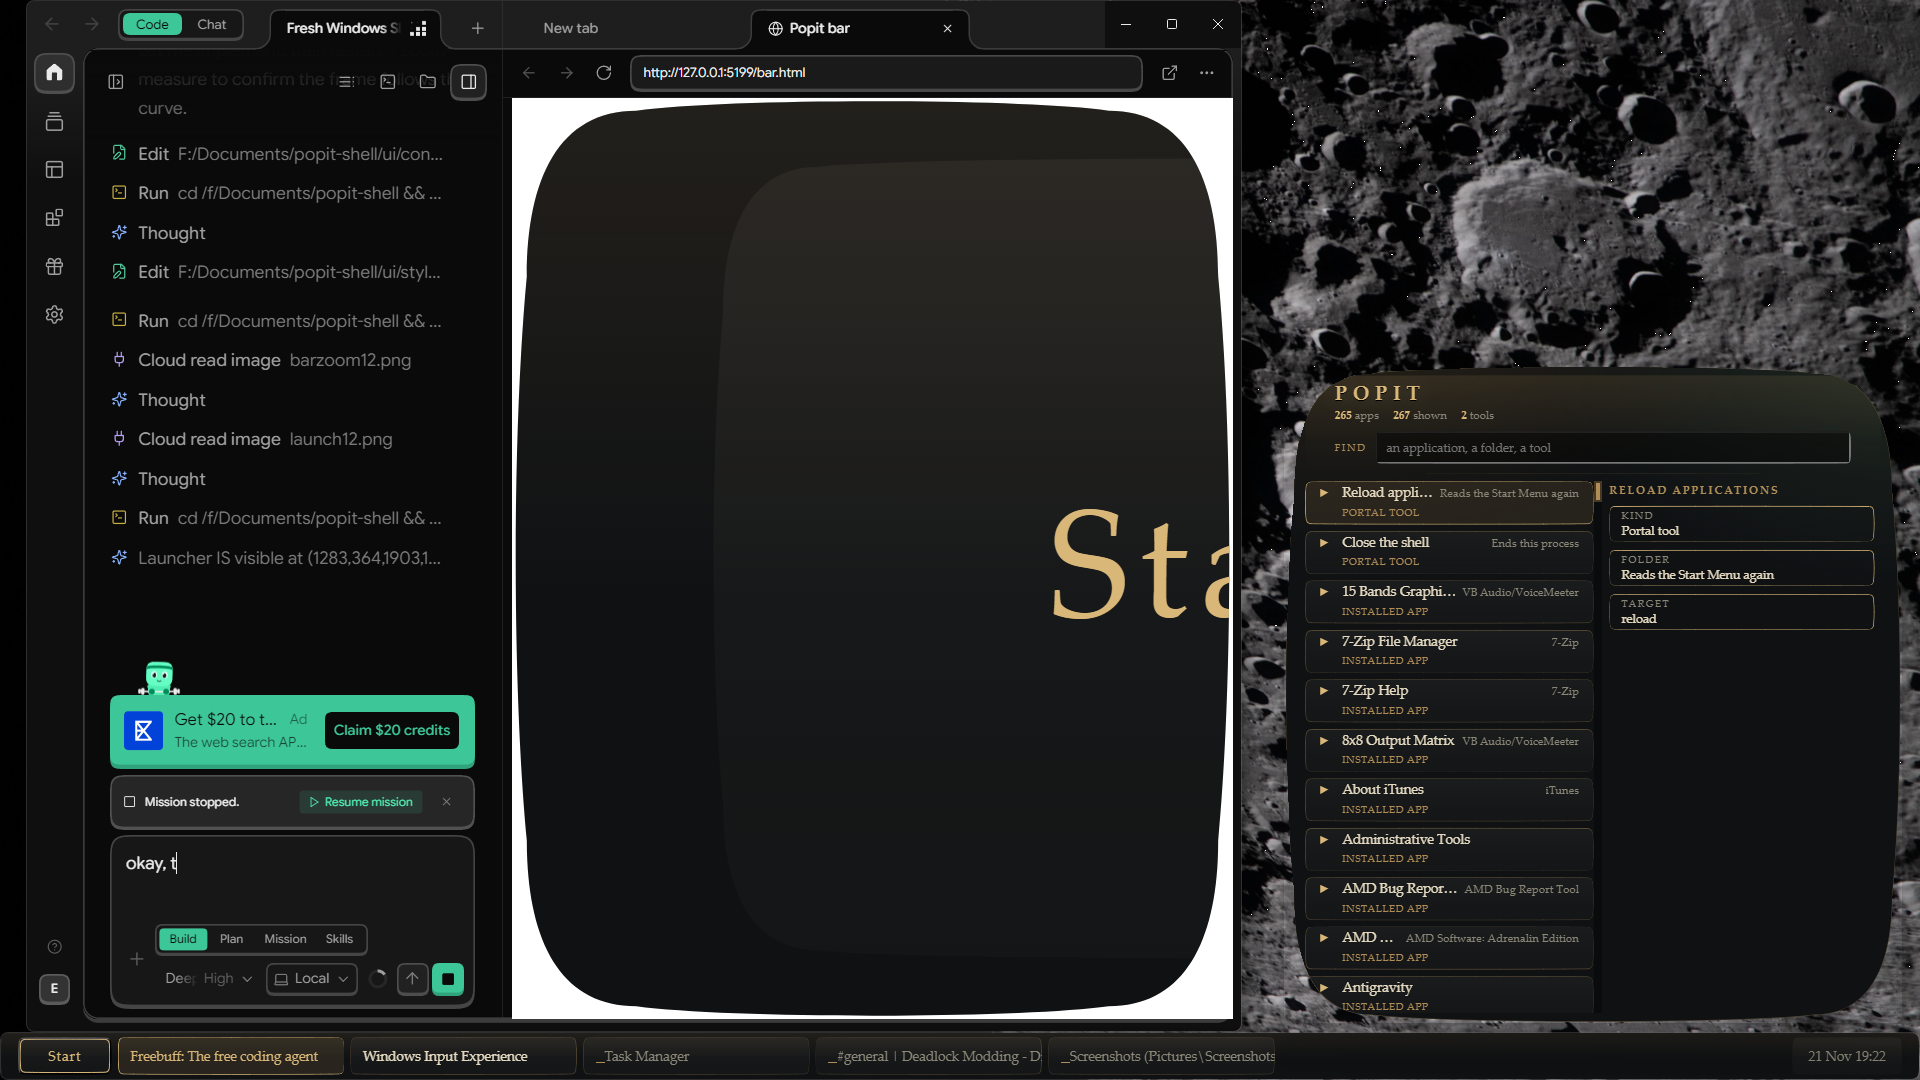 Code
Chat
Fresh Windows S
New tab
Popit bar
http://127.0.0.1:5199/bar.html
measure to confirm the frame follows th
curve.
Edit F:/Documents/popit-shell/ui/con...
Run cd /f/Documents/popit-shell && ...
Thought
Edit F:/Documents/popit-shell/ui/styl...
Run cd /f/Documents/popit-shell && ...
Cloud read image barzoom12.png
Thought
Cloud read image launch12.png
Thought
Run cd /f/Documents/popit-shell && ...
Launcher IS visible at (1283,364,1903,1...
Get $20 to t... Ad
The web search AP...
Claim $20 credits
Mission stopped.
Resume mission
okay, t
Build Plan Mission Skills
Deep High Local
E
Sta
POPIT
265 apps 267 shown 2 tools
FIND an application, a folder, a tool
Reload appli... Reads the Start Menu again
PORTAL TOOL
Close the shell Ends this process
PORTAL TOOL
15 Bands Graphi... VB Audio/VoiceMeeter
INSTALLED APP
7-Zip File Manager 7-Zip
INSTALLED APP
7-Zip Help 7-Zip
INSTALLED APP
8x8 Output Matrix VB Audio/VoiceMeeter
INSTALLED APP
About iTunes iTunes
INSTALLED APP
Administrative Tools
INSTALLED APP
AMD Bug Repor... AMD Bug Report Tool
INSTALLED APP
AMD ... AMD Software: Adrenalin Edition
INSTALLED APP
Antigravity
INSTALLED APP
RELOAD APPLICATIONS
KIND
Portal tool
FOLDER
Reads the Start Menu again
TARGET
reload
Start
Freebuff: The free coding agent
Windows Input Experience
_Task Manager
_#general | Deadlock Modding - D
_Screenshots (Pictures\Screenshots
21 Nov 19:22